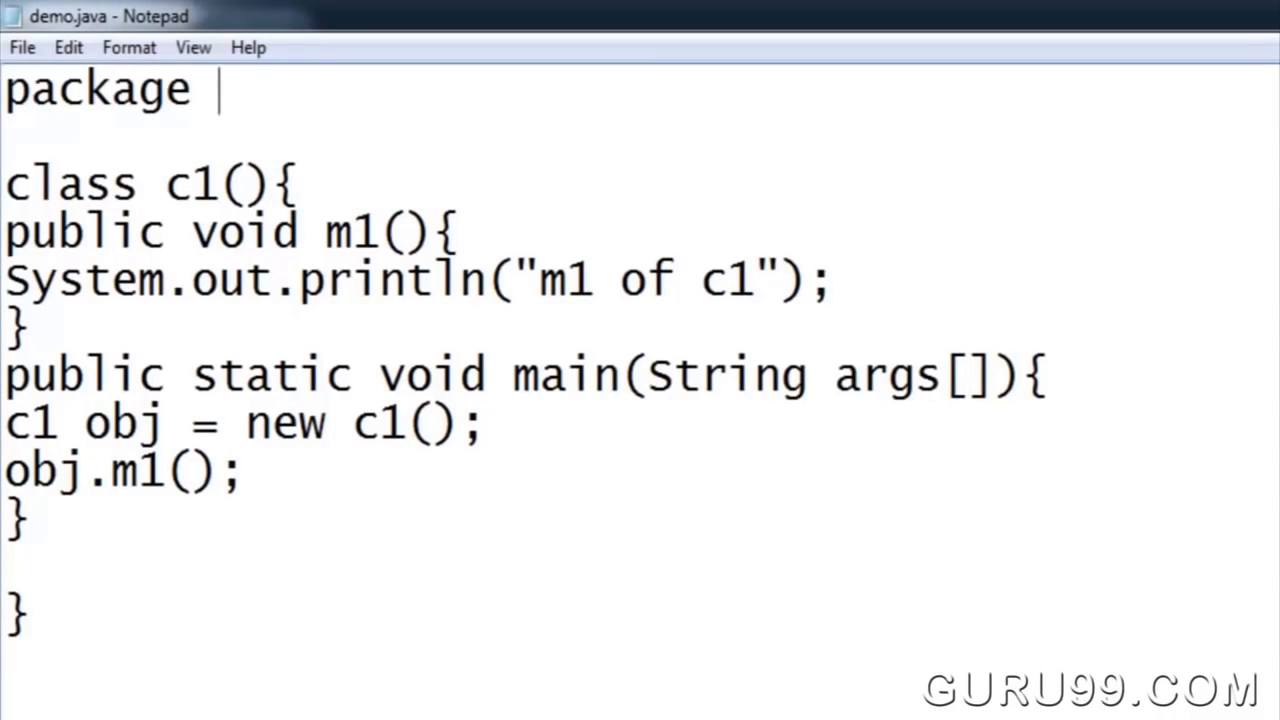 demo.java - Notepad
File Edit Format View Help
package
class c1(){
public void m1(){
System.out.println("m1 of c1");
}
public static void main(String args[]){
c1 obj = new c1();
obj.m1();
}
}
GURU99.COM